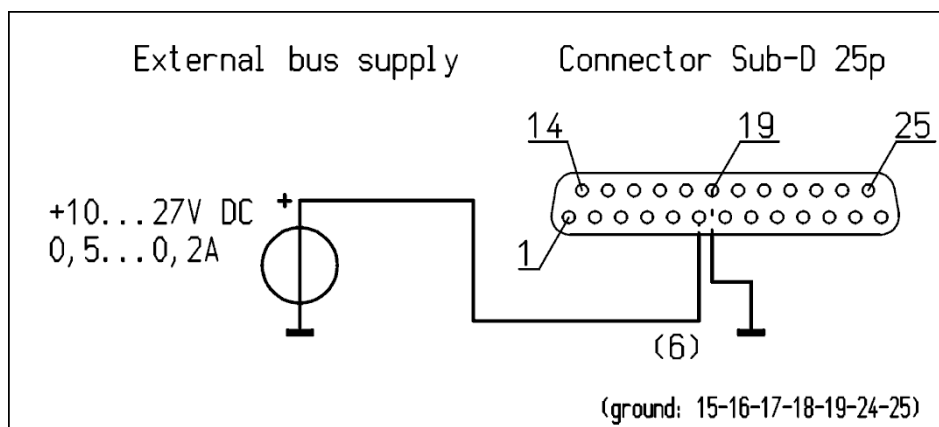 External bus supply
Connector Sub-D 25p
14
19
25
+10...27V DC
+
0,5...0,2A
1
(6)
(ground: 15-16-17-18-19-24-25)